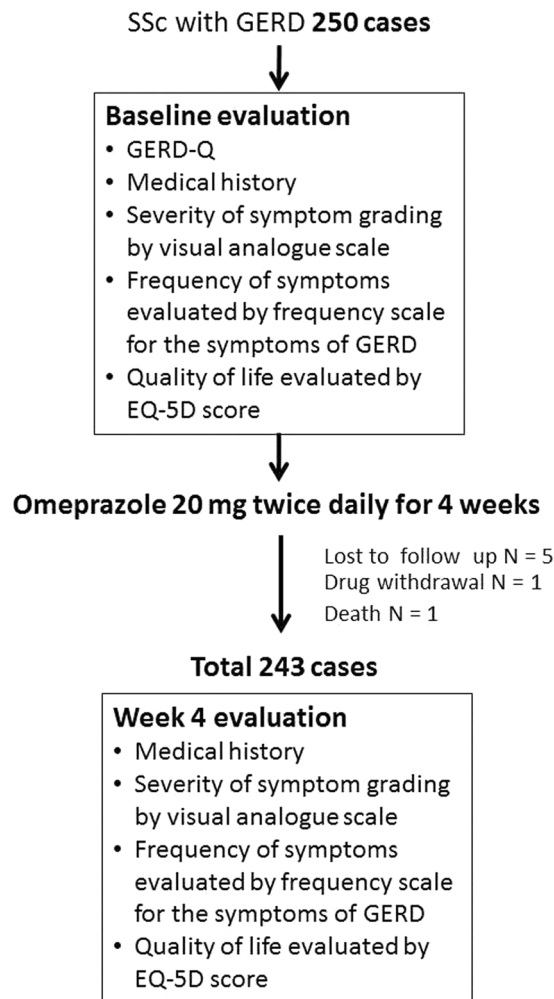 SSc with GERD 250 cases
Baseline evaluation
• GERD-Q
• Medical history
• Severity of symptom grading
by visual analogue scale
• Frequency of symptoms
evaluated by frequency scale
for the symptoms of GERD
• Quality of life evaluated by
EQ-5D score
Omeprazole 20 mg twice daily for 4 weeks
Lost to follow up N = 5
Drug withdrawal N = 1
Death N = 1
Total 243 cases
Week 4 evaluation
• Medical history
• Severity of symptom grading
by visual analogue scale
• Frequency of symptoms
evaluated by frequency scale
for the symptoms of GERD
• Quality of life evaluated by
EQ-5D score